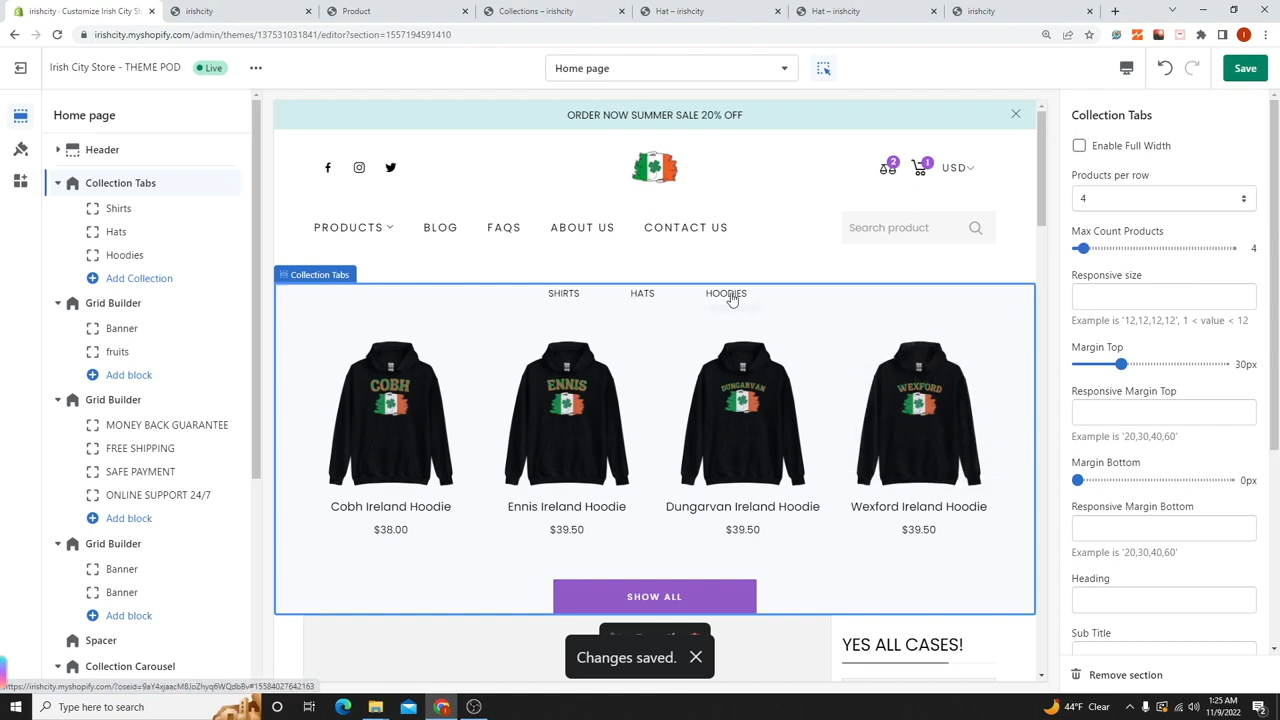 irishcity - Customize Irish City S
irishcity
Product
Collections – irishcity
Hat – irishcity
Hat – irishcity
irishcity
irishcity.myshopify.com/admin/themes/137531031841/editor?section=1557194591410
Irish City Store - THEME POD
Live
Home page
Save
Home page
Header
Collection Tabs
Shirts
Hats
Hoodies
Add Collection
Grid Builder
Banner
fruits
Add block
Grid Builder
MONEY BACK GUARANTEE
FREE SHIPPING
SAFE PAYMENT
ONLINE SUPPORT 24/7
Add block
Grid Builder
Banner
Banner
Add block
Spacer
Collection Carousel
ORDER NOW SUMMER SALE 20% OFF
2
1
USD
PRODUCTS
BLOG
FAQS
ABOUT US
CONTACT US
Search product
Collection Tabs
SHIRTS
HATS
HOODIES
COBH
ENNIS
DUNGARVAN
WEXFORD
Cobh Ireland Hoodie
Ennis Ireland Hoodie
Dungarvan Ireland Hoodie
Wexford Ireland Hoodie
$38.00
$39.50
$39.50
$39.50
SHOW ALL
YES ALL CASES!
Changes saved.
Collection Tabs
Enable Full Width
Products per row
4
Max Count Products
4
Responsive size
Example is '12,12,12,12', 1 < value < 12
Margin Top
30px
Responsive Margin Top
Example is '20,30,40,60'
Margin Bottom
0px
Responsive Margin Bottom
Example is '20,30,40,60'
Heading
Sub Title
Remove section
Type here to search
44°F Clear
1:25 AM
11/9/2022